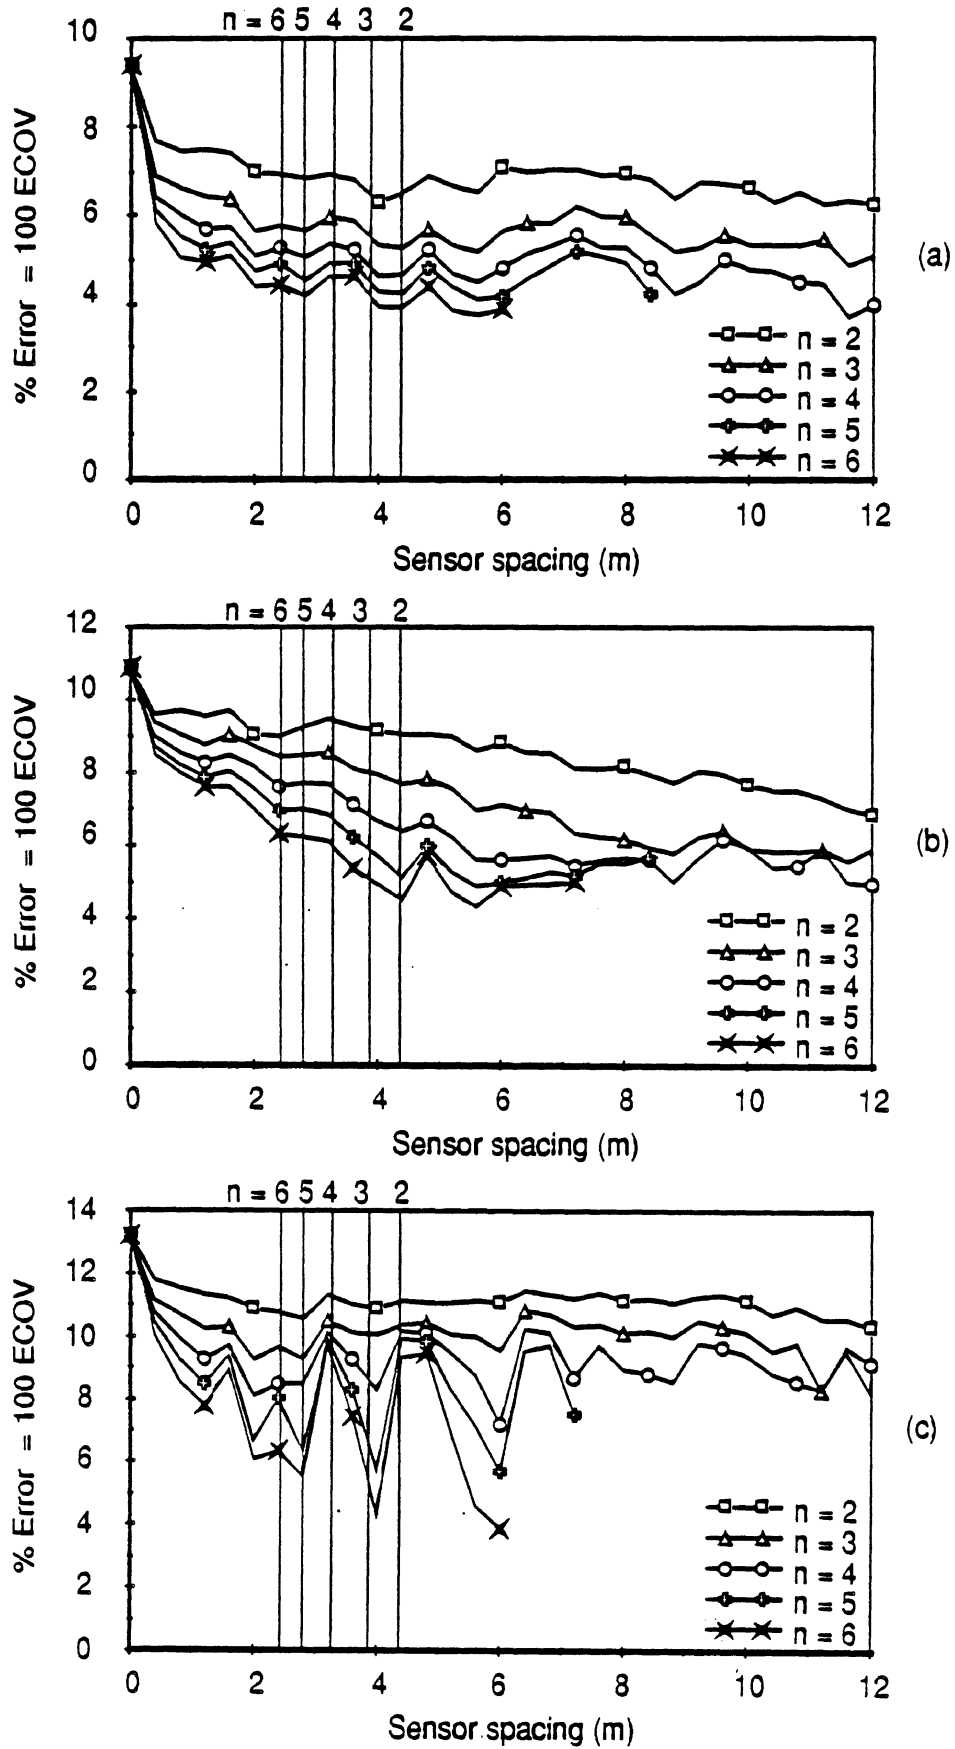 n = 6 5 4 3 2
10
8
6
4
2
0
% Error = 100 ECOV
0 2 4 6 8 10 12
Sensor spacing (m)
n = 2
n = 3
n = 4
n = 5
n = 6
(a)
n = 6 5 4 3 2
12
10
8
6
4
2
0
% Error = 100 ECOV
0 2 4 6 8 10 12
Sensor spacing (m)
n = 2
n = 3
n = 4
n = 5
n = 6
(b)
n = 6 5 4 3 2
14
12
10
8
6
4
2
0
% Error = 100 ECOV
0 2 4 6 8 10 12
Sensor spacing (m)
n = 2
n = 3
n = 4
n = 5
n = 6
(c)